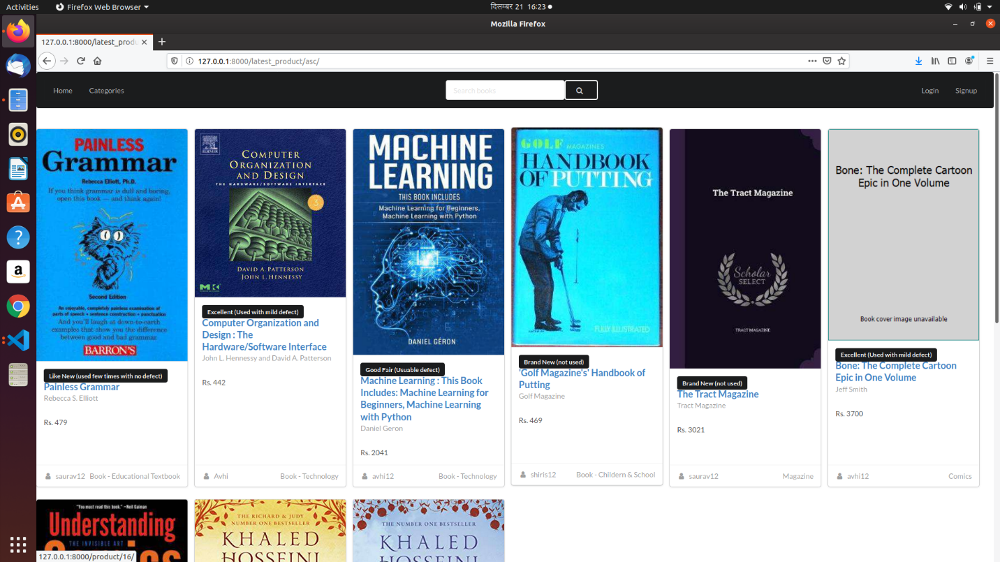 Activities
Firefox Web Browser
दिसम्बर 21 16:23
Mozilla Firefox
127.0.0.1:8000/latest_produ
127.0.0.1:8000/latest_product/asc/
Home
Categories
Search books
Login
Signup
PAINLESS
Grammar
Rebecca Elliott, Ph.D.
If you think grammar is dull and boring,
open this book — and think again!
Second Edition
An enjoyable, completely painless examination of
parts of speech • sentence construction • punctuation
And you'll laugh at down-to-earth
examples that show you the difference
between good and bad grammar
BARRON'S
Like New (used few times with no defect)
Painless Grammar
Rebecca S. Elliott
Rs. 479
saurav12
Book - Educational Textbook
ELSEVIER
COMPUTER
ORGANIZATION
AND DESIGN
THE HARDWARE/SOFTWARE INTERFACE
3
DAVID A. PATTERSON
JOHN L. HENNESSY
MK
Excellent (Used with mild defect)
Computer Organization and
Design : The
Hardware/Software Interface
John L. Hennessy and David A. Patterson
Rs. 442
Avhi
Book - Technology
MACHINE
LEARNING
THIS BOOK INCLUDES
Machine Learning for Beginners,
Machine Learning with Python
DANIEL GÉRON
Good Fair (Usuable defect)
Machine Learning : This Book
Includes: Machine Learning for
Beginners, Machine Learning
with Python
Daniel Geron
Rs. 2041
avhi12
Book - Technology
GOLF MAGAZINE'S
HANDBOOK
OF PUTTING
FULLY ILLUSTRATED
Brand New (not used)
'Golf Magazine's' Handbook of
Putting
Golf Magazine
Rs. 469
shiris12
Book - Childern & School
The Tract Magazine
Scholar
SELECT
TRACT MAGAZINE
Brand New (not used)
The Tract Magazine
Tract Magazine
Rs. 3021
saurav12
Magazine
Bone: The Complete Cartoon
Epic in One Volume
Book cover image unavailable
Excellent (Used with mild defect)
Bone: The Complete Cartoon
Epic in One Volume
Jeff Smith
Rs. 3700
avhi12
Comics
"You must read this book." —Neil Gaiman
Understanding
THE INVISIBLE ART
THE RICHARD & JUDY
NUMBER ONE BESTSELLER
KHALED
HOSSEINI
THE NUMBER ONE BESTSELLER
KHALED
HOSSEINI
127.0.0.1:8000/product/16/